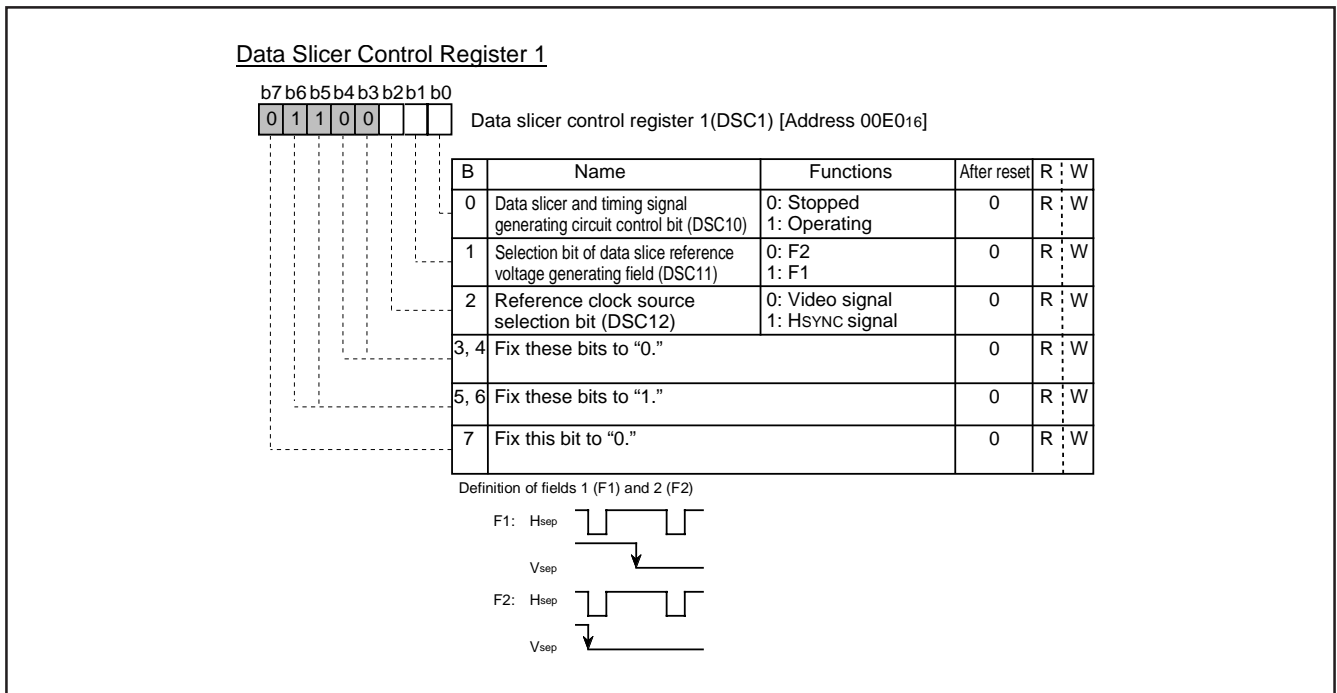 Data Slicer Control Register 1
b7 b6 b5 b4 b3 b2 b1 b0
0 1 1 0 0
Data slicer control register 1(DSC1) [Address 00E016]
B Name Functions After reset R W
0 Data slicer and timing signal generating circuit control bit (DSC10) 0: Stopped 1: Operating 0 R W
1 Selection bit of data slice reference voltage generating field (DSC11) 0: F2 1: F1 0 R W
2 Reference clock source selection bit (DSC12) 0: Video signal 1: HSYNC signal 0 R W
3, 4 Fix these bits to “0.” 0 R W
5, 6 Fix these bits to “1.” 0 R W
7 Fix this bit to “0.” 0 R W
Definition of fields 1 (F1) and 2 (F2)
F1: Hsep
Vsep
F2: Hsep
Vsep